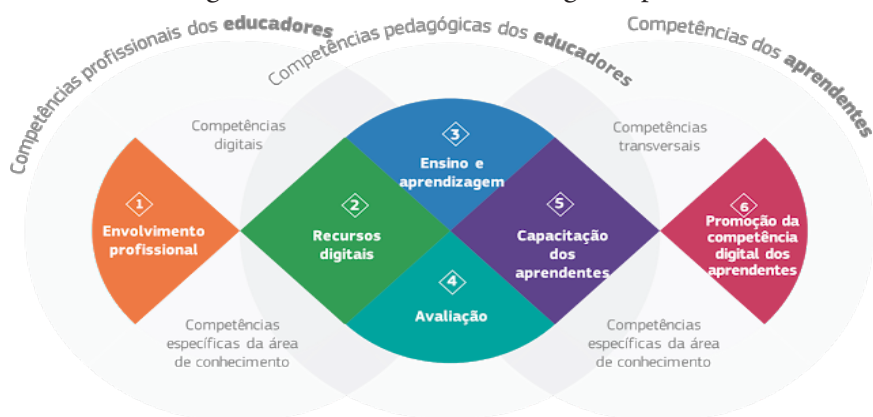 Competências profissionais dos educadores
Competências pedagógicas dos educadores
Competências dos aprendentes
Competências
digitais
Competências
transversais
1
Envolvimento
profissional
2
Recursos
digitais
3
Ensino e
aprendizagem
4
Avaliação
5
Capacitação
dos
aprendentes
6
Promoção da
competência
digital dos
aprendentes
Competências
específicas da área
de conhecimento
Competências
específicas da área
de conhecimento